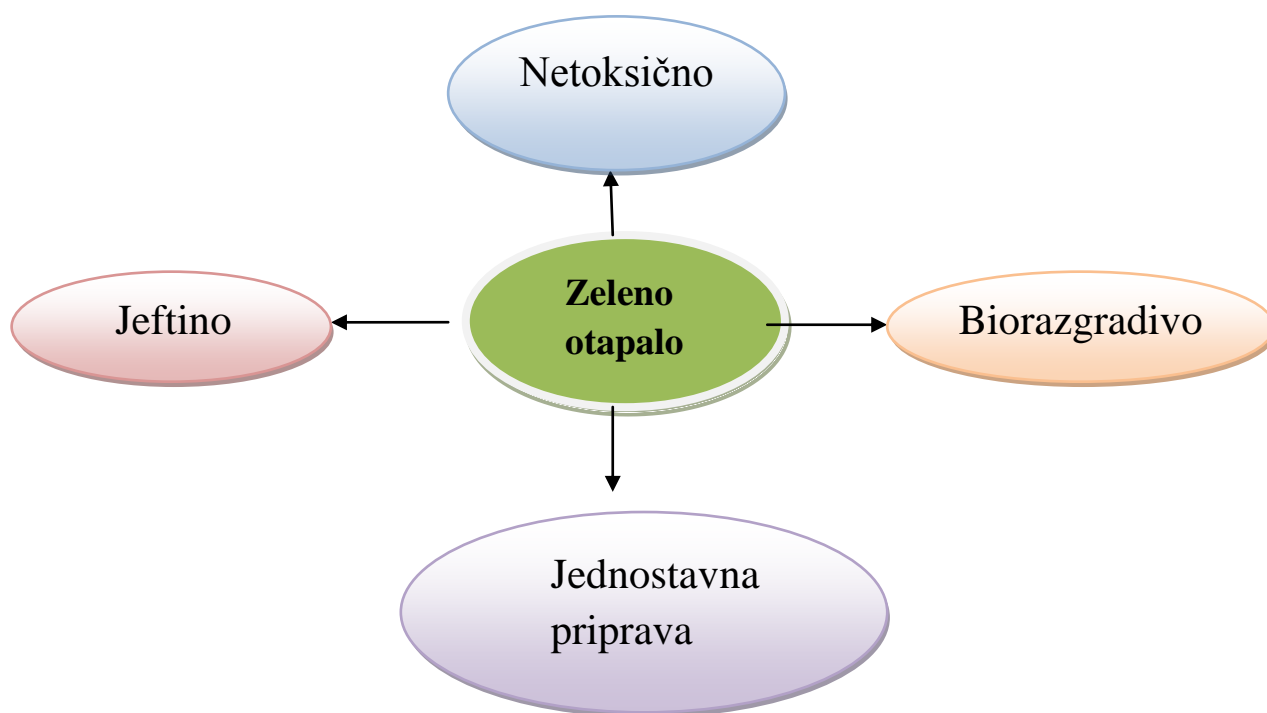 Netoksično
Jeftino
Zeleno
otapalo
Biorazgradivo
Jednostavna
priprava